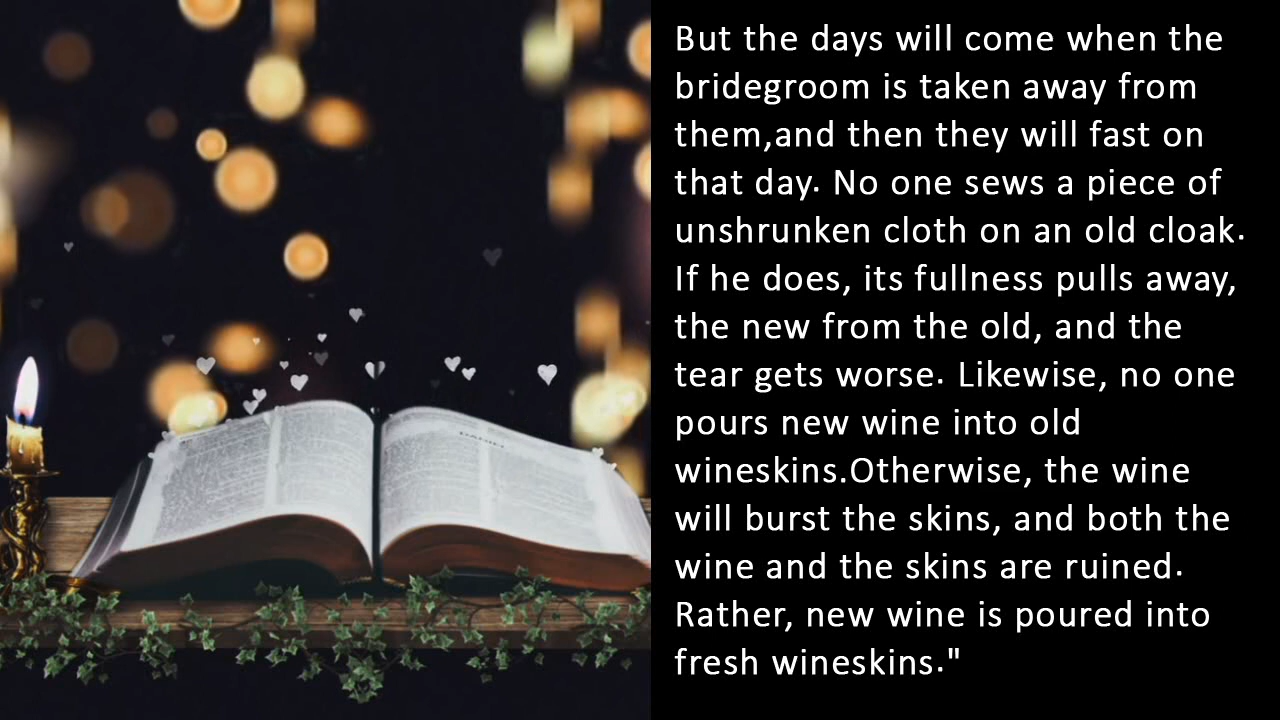 But the days will come when the
bridegroom is taken away from
them,and then they will fast on
that day. No one sews a piece of
unshrunken cloth on an old cloak.
If he does, its fullness pulls away,
the new from the old, and the
tear gets worse. Likewise, no one
pours new wine into old
wineskins.Otherwise, the wine
will burst the skins, and both the
wine and the skins are ruined.
Rather, new wine is poured into
fresh wineskins."